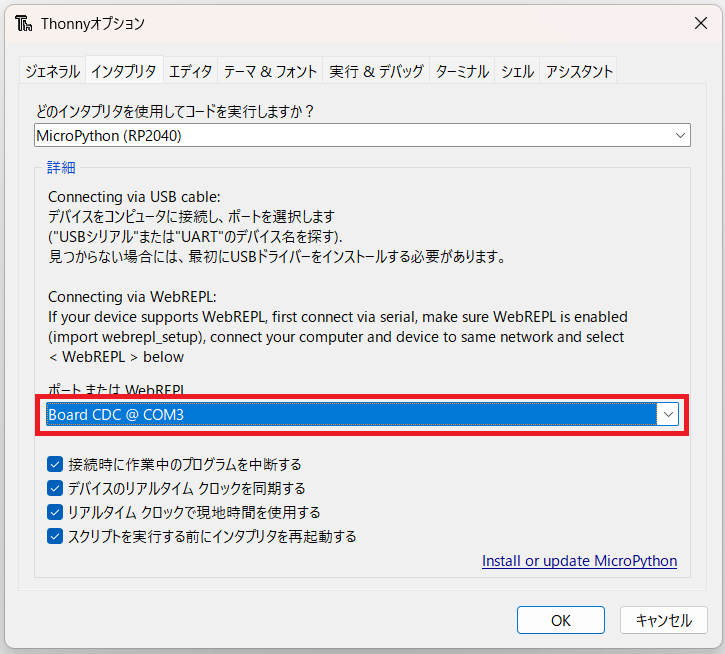 Thonnyオプション
ジェネラル インタプリタ エディタ テーマ & フォント 実行 & デバッグ ターミナル シェル アシスタント
どのインタプリタを使用してコードを実行しますか？
MicroPython (RP2040)
詳細
Connecting via USB cable:
デバイスをコンピュータに接続し、ポートを選択します
("USBシリアル"または"UART"のデバイス名を探す).
見つからない場合には、最初にUSBドライバーをインストールする必要があります。
Connecting via WebREPL:
If your device supports WebREPL, first connect via serial, make sure WebREPL is enabled
(import webrepl_setup), connect your computer and device to same network and select
< WebREPL > below
ポート または WebREPL
Board CDC @ COM3
接続時に作業中のプログラムを中断する
デバイスのリアルタイム クロックを同期する
リアルタイム クロックで現地時間を使用する
スクリプトを実行する前にインタプリタを再起動する
Install or update MicroPython
OK キャンセル